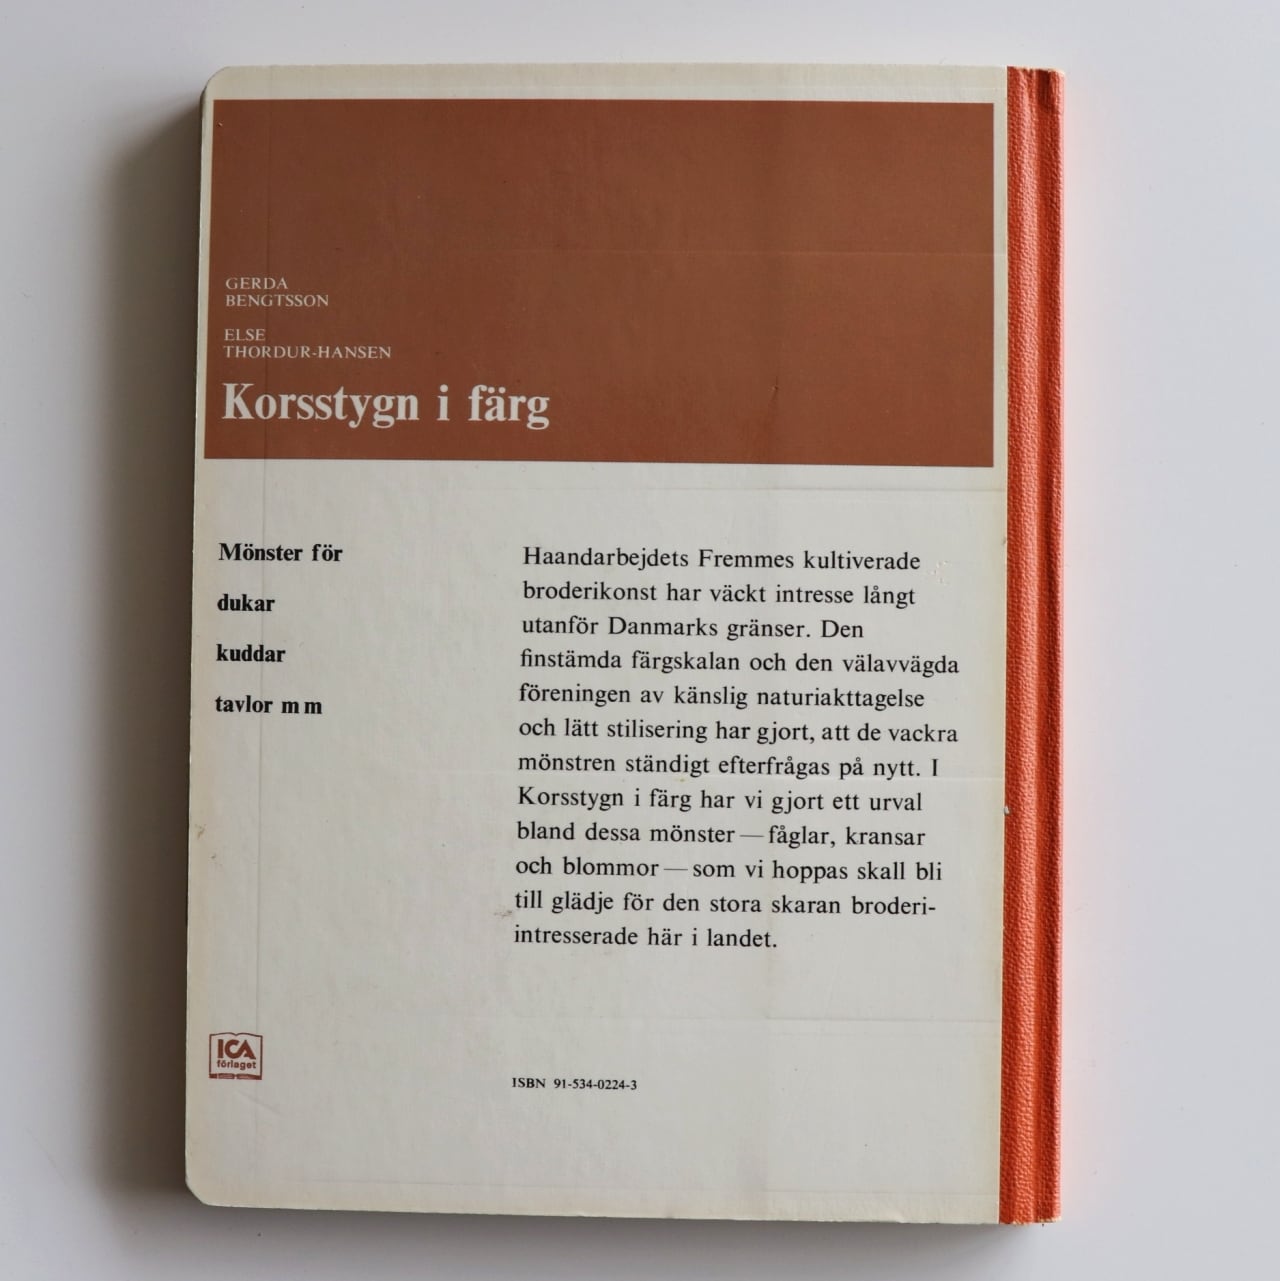 GERDA
BENGTSSON
ELSE
THORDUR-HANSEN
Korsstygn i färg
Mönster för
dukar
kuddar
tavlor m m
Haandarbejdets Fremmes kultiverade
broderikonst har väckt intresse långt
utanför Danmarks gränser. Den
finstämda färgskalan och den välavvägda
föreningen av känslig naturiakttagelse
och lätt stilisering har gjort, att de vackra
mönstren ständigt efterfrågas på nytt. I
Korsstygn i färg har vi gjort ett urval
bland dessa mönster — fåglar, kransar
och blommor — som vi hoppas skall bli
till glädje för den stora skaran broderi-
intresserade här i landet.
ICA
förlaget
ISBN 91-534-0224-3